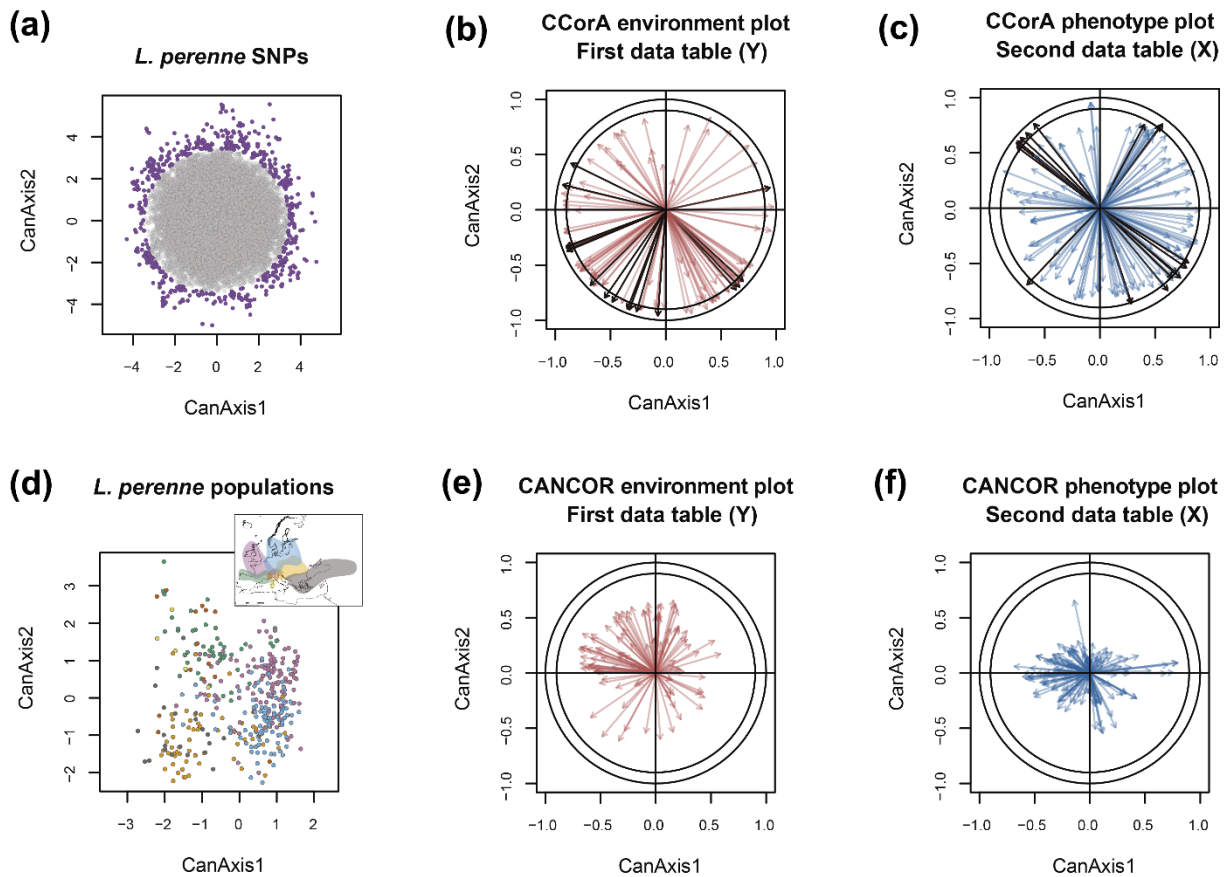 (a)
L. perenne SNPs
CanAxis2
4
2
0
−2
−4
−4 −2 0 2 4
CanAxis1
(b)
CCorA environment plot
First data table (Y)
CanAxis2
1.0
0.5
0.0
−0.5
−1.0
−1.0 −0.5 0.0 0.5 1.0
CanAxis1
(c)
CCorA phenotype plot
Second data table (X)
CanAxis2
1.0
0.5
0.0
−0.5
−1.0
−1.0 −0.5 0.0 0.5 1.0
CanAxis1
(d)
L. perenne populations
CanAxis2
3
2
1
0
−1
−2
−3 −2 −1 0 1 2
CanAxis1
(e)
CANCOR environment plot
First data table (Y)
CanAxis2
1.0
0.5
0.0
−0.5
−1.0
−1.0 −0.5 0.0 0.5 1.0
CanAxis1
(f)
CANCOR phenotype plot
Second data table (X)
CanAxis2
1.0
0.5
0.0
−0.5
−1.0
−1.0 −0.5 0.0 0.5 1.0
CanAxis1